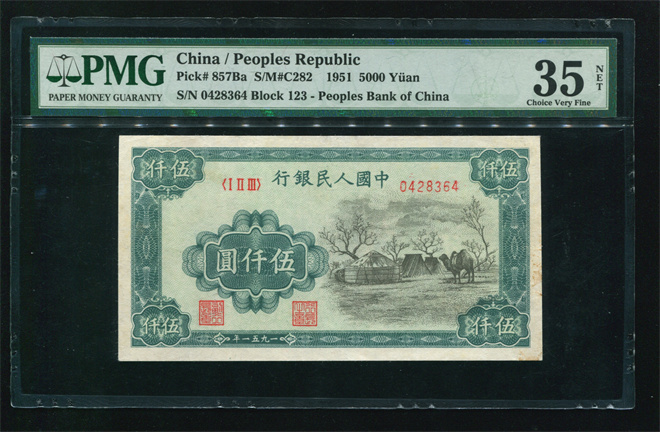 PMG
PAPER MONEY GUARANTY
China / Peoples Republic
Pick# 857Ba S/M#C282 1951 5000 Yüan
S/N 0428364 Block 123 - Peoples Bank of China
35
NET
Choice Very Fine
仟伍
仟伍
〈I II III〉
行銀民人國中
0428364
圓仟伍
仟伍
仟伍
年一五九一